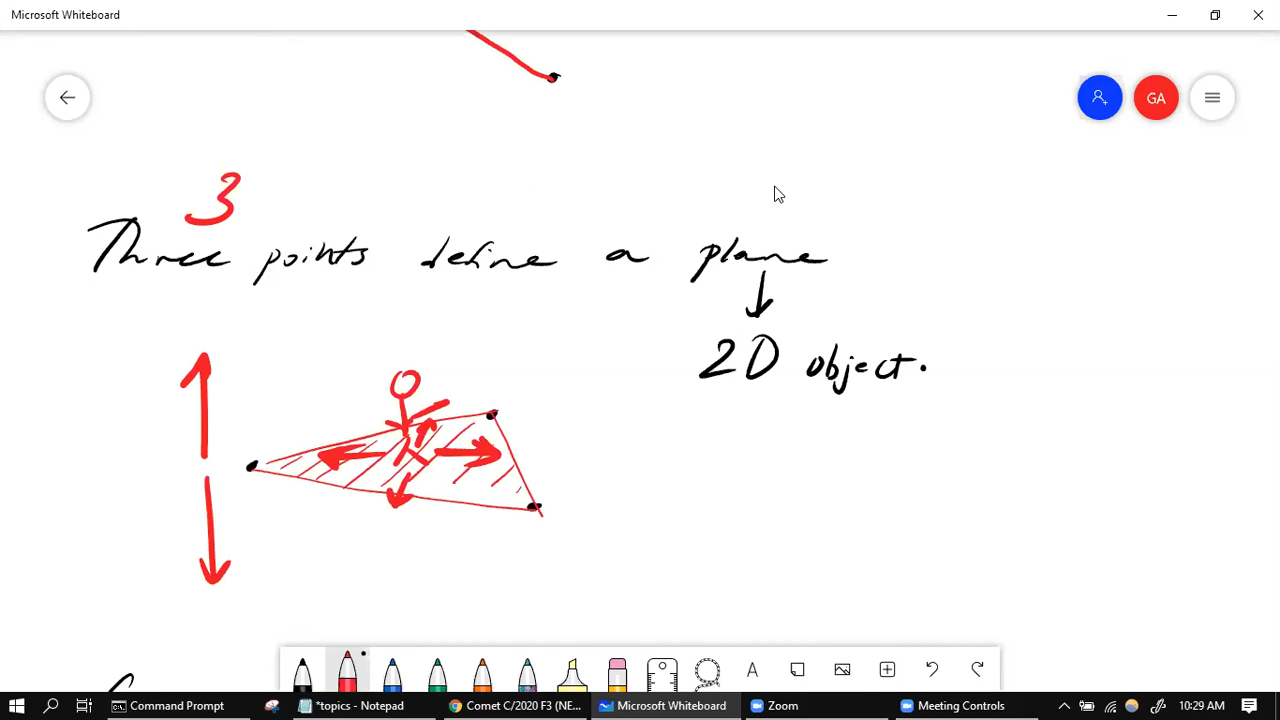 Microsoft Whiteboard
GA
3
Three points define a plane
2D object.
A
Command Prompt
*topics - Notepad
Comet C/2020 F3 (NE...
Microsoft Whiteboard
Zoom
Meeting Controls
10:29 AM